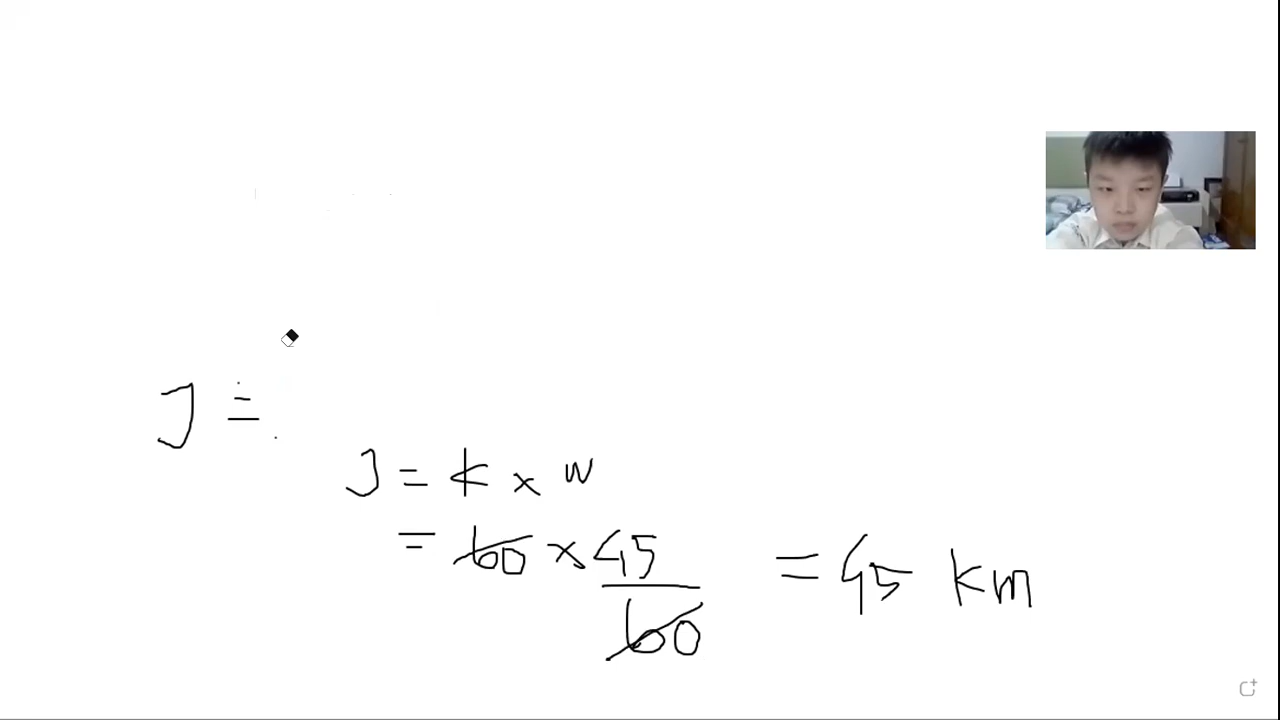 J =
J = K x W
= 60 x 45/60 = 45 km